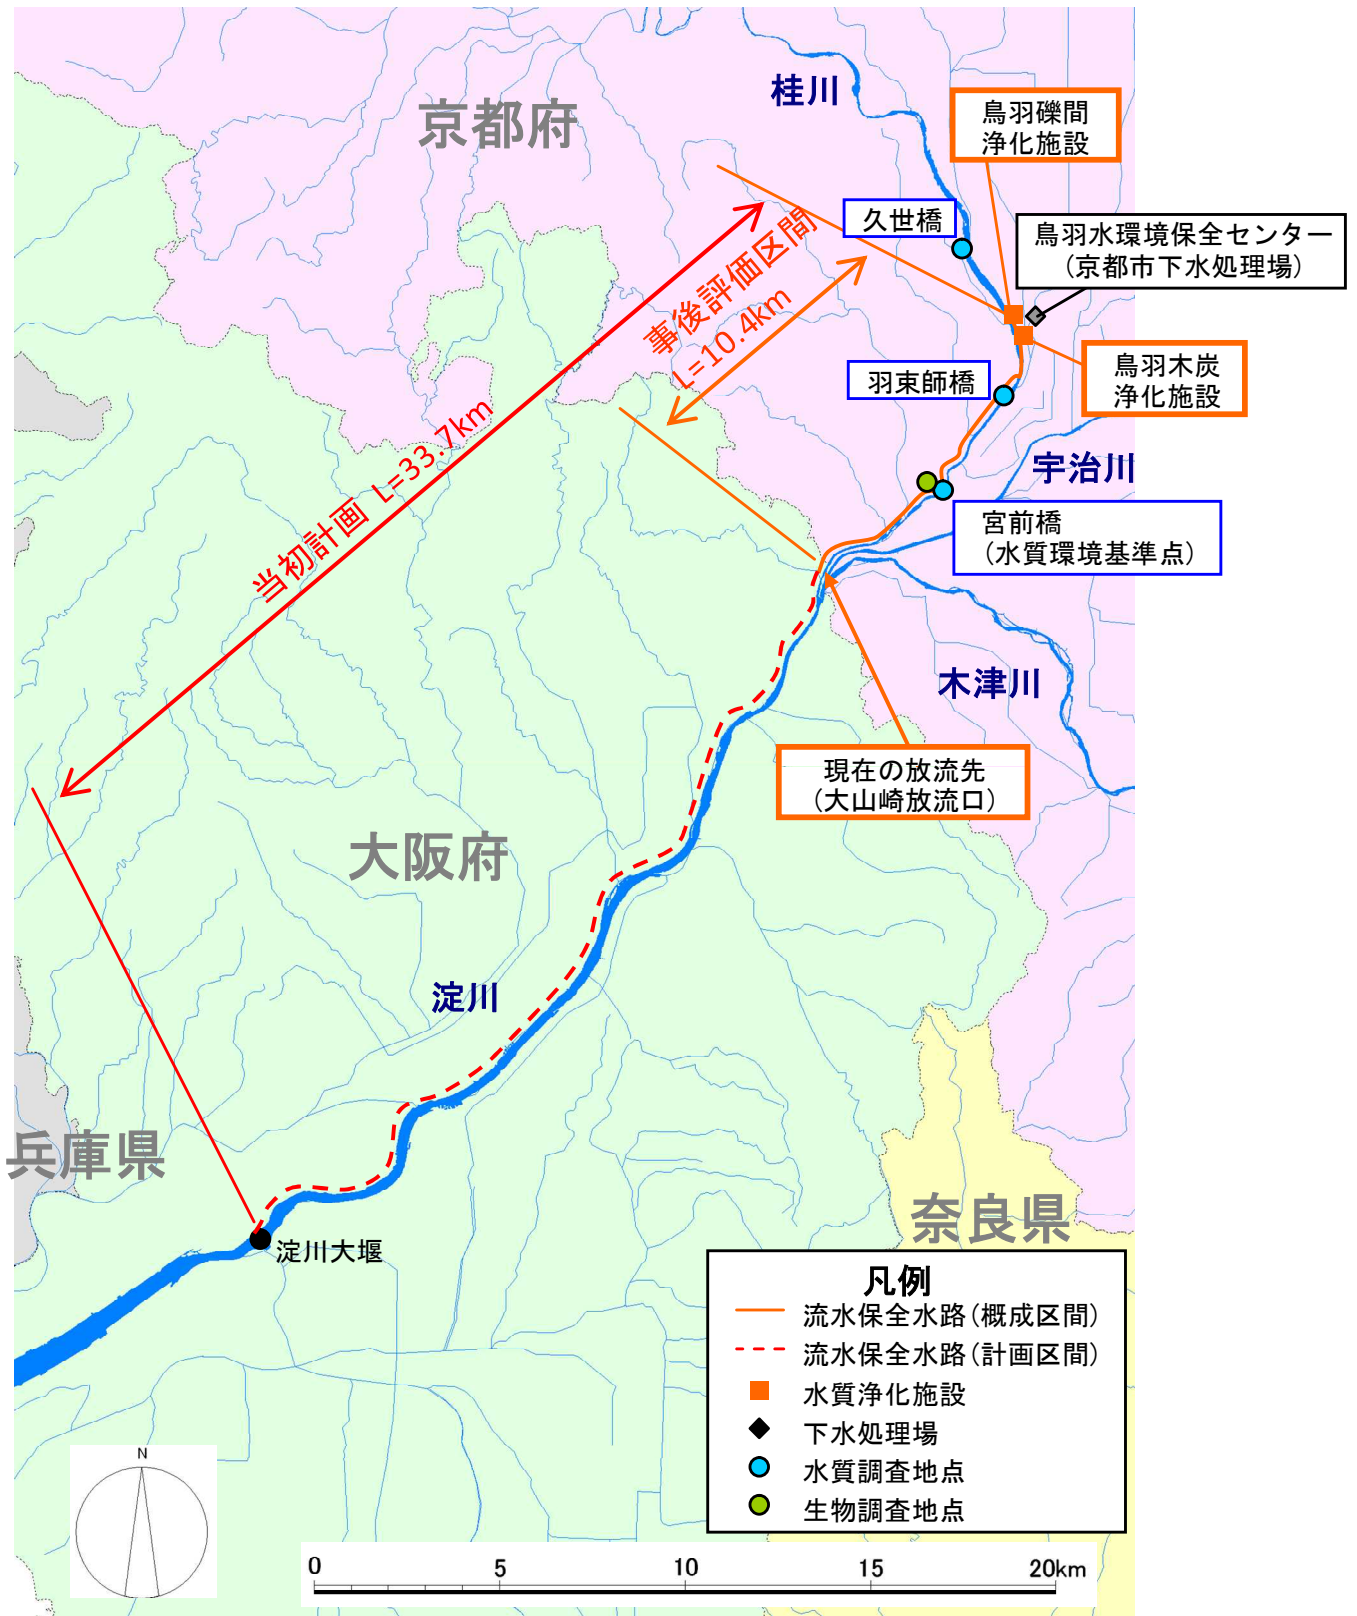 桂川
京都府
鳥羽礫間
浄化施設
久世橋
鳥羽水環境保全センター
(京都市下水処理場)
事後評価区間
L=10.4km
鳥羽木炭
浄化施設
羽束師橋
当初計画 L=33.7km
宇治川
宮前橋
(水質環境基準点)
木津川
現在の放流先
(大山崎放流口)
大阪府
淀川
兵庫県
奈良県
淀川大堰
凡例
流水保全水路(概成区間)
流水保全水路(計画区間)
水質浄化施設
下水処理場
水質調査地点
生物調査地点
N
0 5 10 15 20km